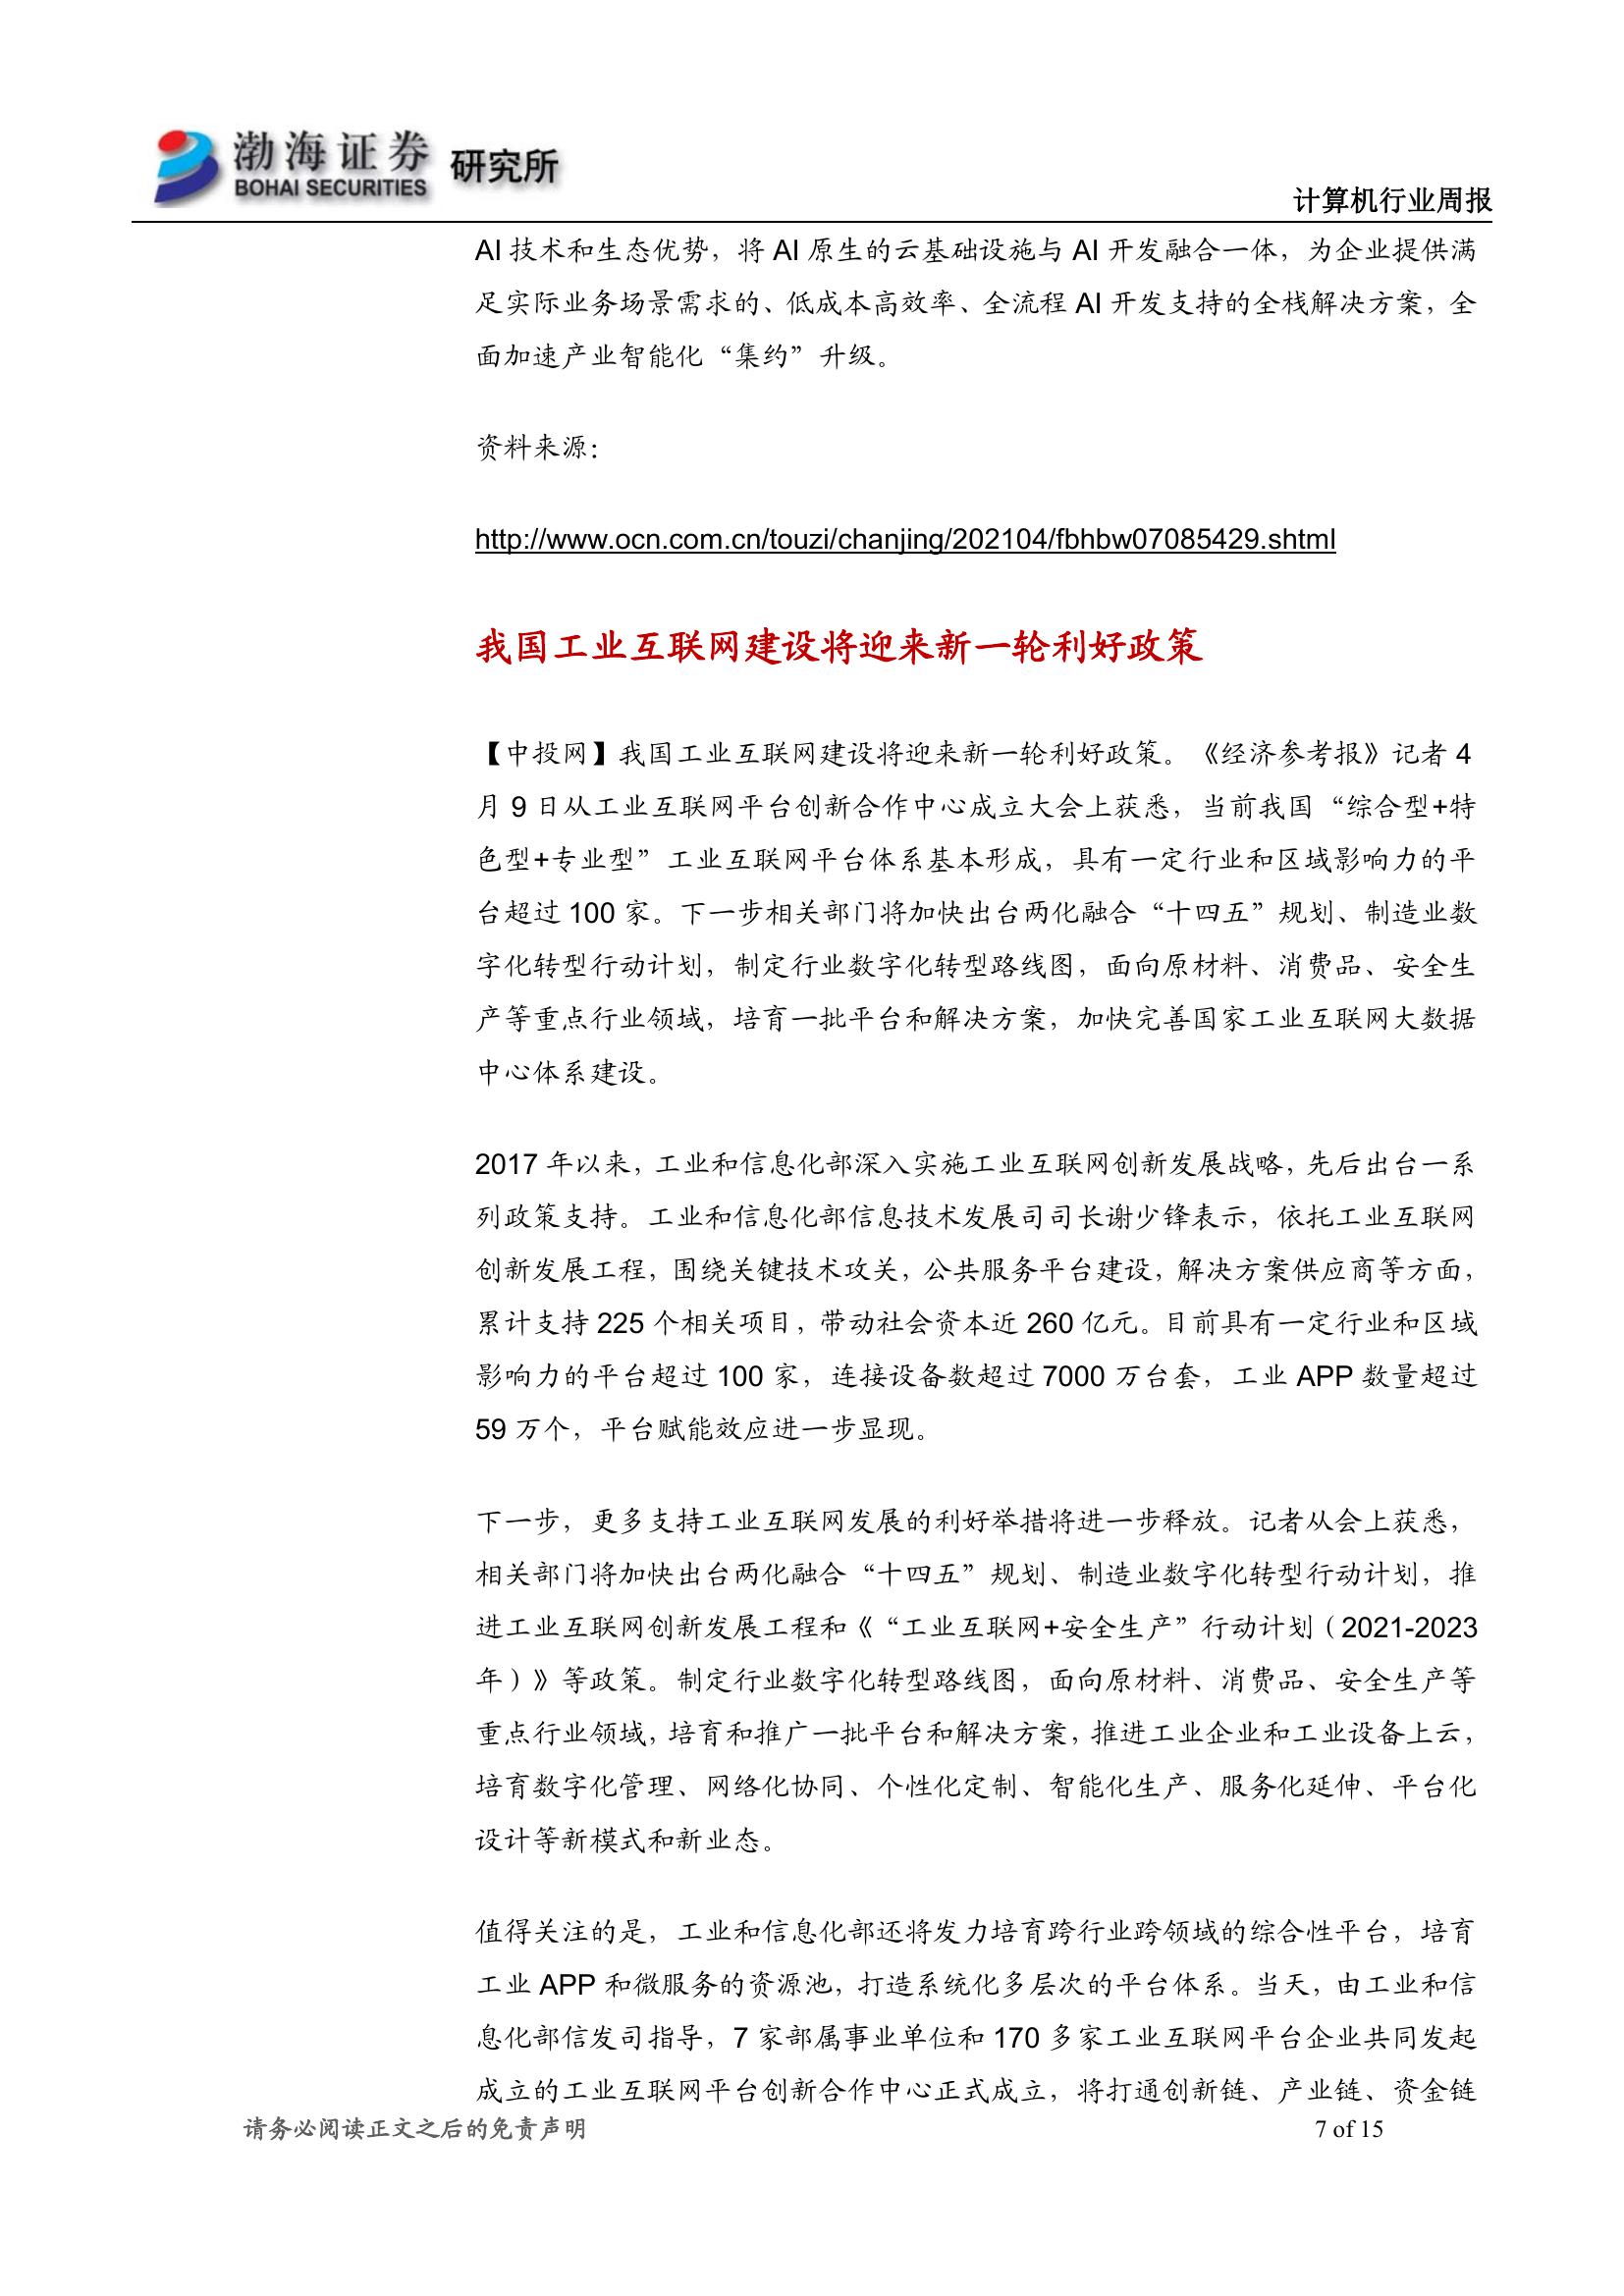 渤海证券
BOHAI SECURITIES
研究所
计算机行业周报
AI 技术和生态优势，将 AI 原生的云基础设施与 AI 开发融合一体，为企业提供满
足实际业务场景需求的、低成本高效率、全流程 AI 开发支持的全栈解决方案，全
面加速产业智能化“集约”升级。
资料来源：
http://www.ocn.com.cn/touzi/chanjing/202104/fbhbw07085429.shtml
我国工业互联网建设将迎来新一轮利好政策
【中投网】我国工业互联网建设将迎来新一轮利好政策。《经济参考报》记者 4
月 9 日从工业互联网平台创新合作中心成立大会上获悉，当前我国“综合型+特
色型+专业型”工业互联网平台体系基本形成，具有一定行业和区域影响力的平
台超过 100 家。下一步相关部门将加快出台两化融合“十四五”规划、制造业数
字化转型行动计划，制定行业数字化转型路线图，面向原材料、消费品、安全生
产等重点行业领域，培育一批平台和解决方案，加快完善国家工业互联网大数据
中心体系建设。
2017 年以来，工业和信息化部深入实施工业互联网创新发展战略，先后出台一系
列政策支持。工业和信息化部信息技术发展司司长谢少锋表示，依托工业互联网
创新发展工程，围绕关键技术攻关，公共服务平台建设，解决方案供应商等方面，
累计支持 225 个相关项目，带动社会资本近 260 亿元。目前具有一定行业和区域
影响力的平台超过 100 家，连接设备数超过 7000 万台套，工业 APP 数量超过
59 万个，平台赋能效应进一步显现。
下一步，更多支持工业互联网发展的利好举措将进一步释放。记者从会上获悉，
相关部门将加快出台两化融合“十四五”规划、制造业数字化转型行动计划，推
进工业互联网创新发展工程和《“工业互联网+安全生产”行动计划（2021-2023
年）》等政策。制定行业数字化转型路线图，面向原材料、消费品、安全生产等
重点行业领域，培育和推广一批平台和解决方案，推进工业企业和工业设备上云，
培育数字化管理、网络化协同、个性化定制、智能化生产、服务化延伸、平台化
设计等新模式和新业态。
值得关注的是，工业和信息化部还将发力培育跨行业跨领域的综合性平台，培育
工业 APP 和微服务的资源池，打造系统化多层次的平台体系。当天，由工业和信
息化部信发司指导，7 家部属事业单位和 170 多家工业互联网平台企业共同发起
成立的工业互联网平台创新合作中心正式成立，将打通创新链、产业链、资金链
请务必阅读正文之后的免责声明
7 of 15